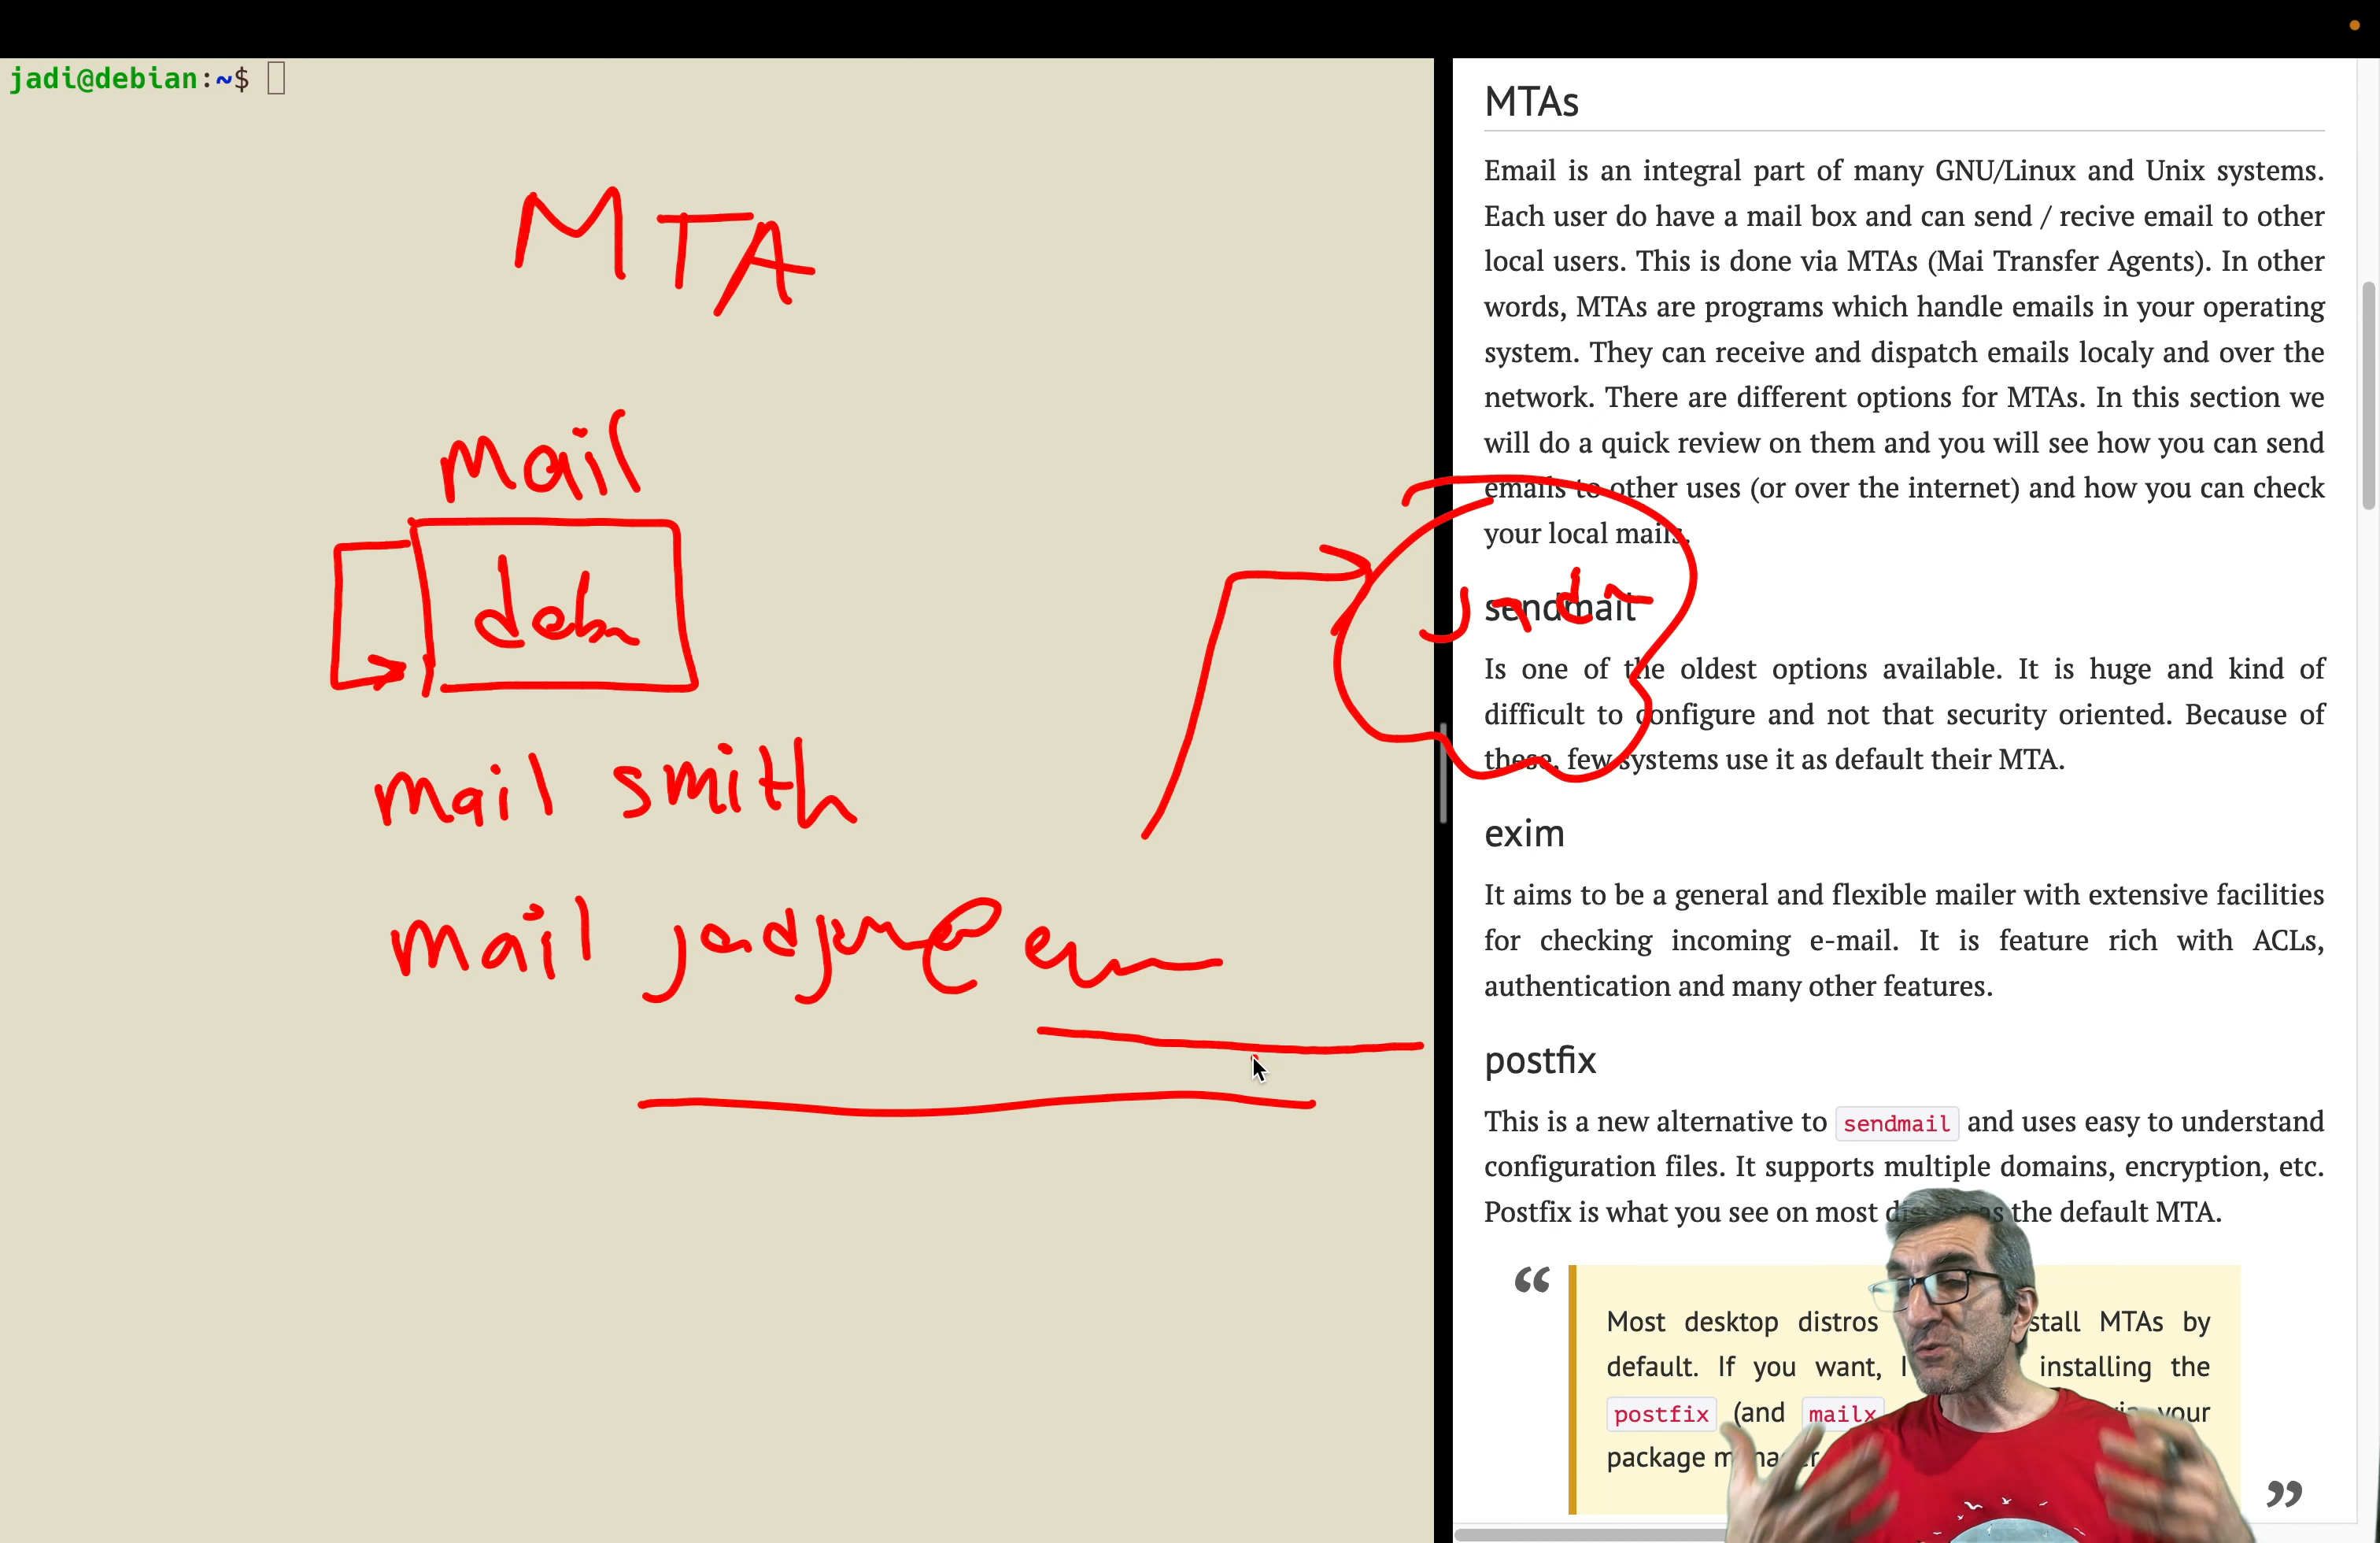 jadi@debian:~$
MTA
mail
deb
mail smith
mail
MTAs
Email is an integral part of many GNU/Linux and Unix systems.
Each user do have a mail box and can send / recive email to other
local users. This is done via MTAs (Mai Transfer Agents). In other
words, MTAs are programs which handle emails in your operating
system. They can receive and dispatch emails localy and over the
network. There are different options for MTAs. In this section we
will do a quick review on them and you will see how you can send
emails to other uses (or over the internet) and how you can check
your local mails.
sendmail
Is one of the oldest options available. It is huge and kind of
difficult to configure and not that security oriented. Because of
these, few systems use it as default their MTA.
exim
It aims to be a general and flexible mailer with extensive facilities
for checking incoming e-mail. It is feature rich with ACLs,
authentication and many other features.
postfix
This is a new alternative to sendmail and uses easy to understand
configuration files. It supports multiple domains, encryption, etc.
Postfix is what you see on most as the default MTA.
“
Most desktop distros MTAs by
default. If you want, I installing the
postfix (and mailx your
package
”